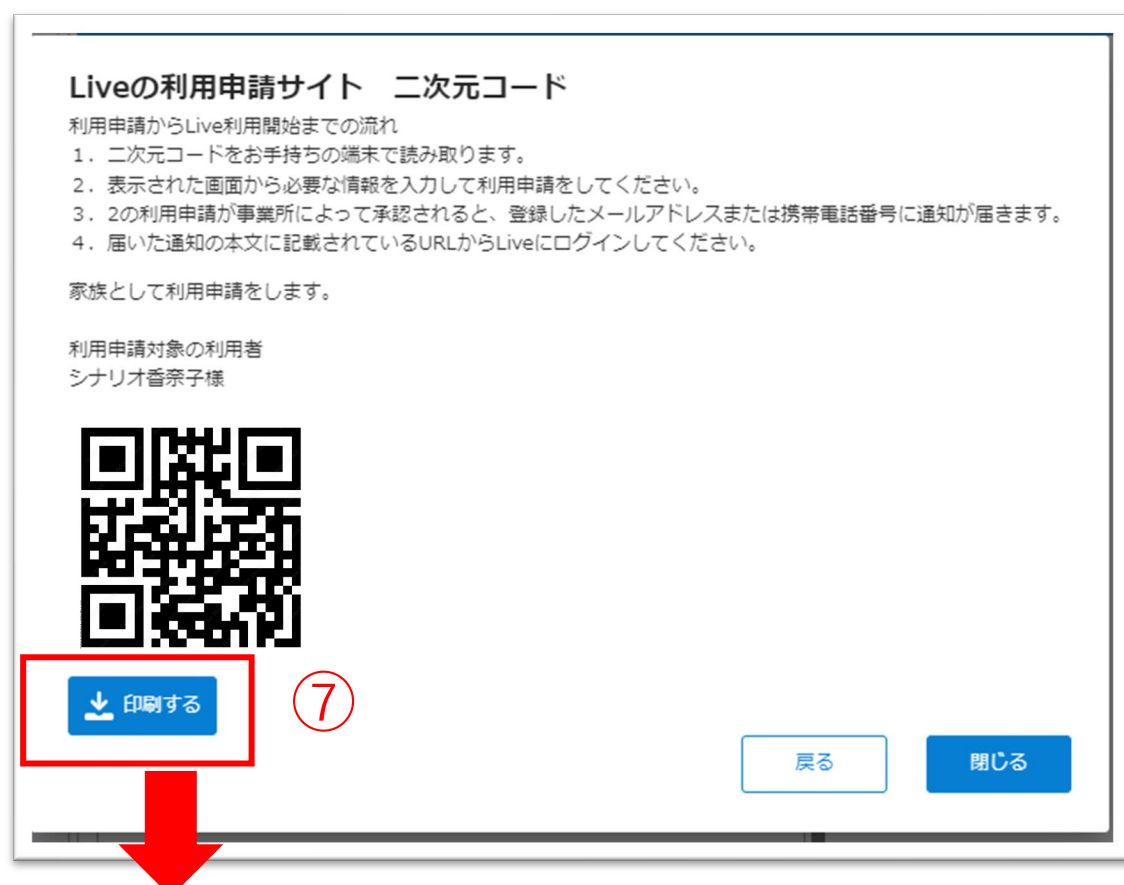 Liveの利用申請サイト　二次元コード
利用申請からLive利用開始までの流れ
1．二次元コードをお手持ちの端末で読み取ります。
2．表示された画面から必要な情報を入力して利用申請をしてください。
3．2の利用申請が事業所によって承認されると、登録したメールアドレスまたは携帯電話番号に通知が届きます。
4．届いた通知の本文に記載されているURLからLiveにログインしてください。
家族として利用申請をします。
利用申請対象の利用者
シナリオ香奈子様
印刷する
⑦
戻る
閉じる